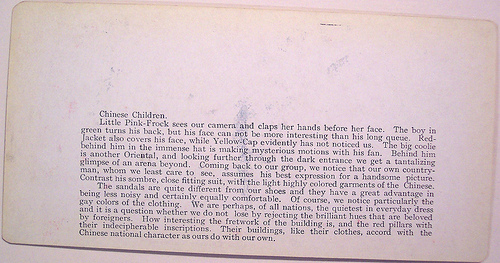 Chinese Children.
Little Pink-Frock sees our camera and claps her hands before her face. The boy in
green turns his back, but his face can not be more interesting than his long queue. Red-
Jacket also covers his face, while Yellow-Cap evidently has not noticed us. The big coolie
behind him in the immense hat is making mysterious motions with his fan. Behind him
is another Oriental, and looking further through the dark entrance we get a tantalizing
glimpse of an arena beyond. Coming back to our group, we notice that our own country-
man, whom we least care to see, assumes his best expression for a handsome picture.
Contrast his sombre, close fitting suit, with the light highly colored garments of the Chinese.
The sandals are quite different from our shoes and they have a great advantage in
being less noisy and certainly equally comfortable. Of course, we notice particularly the
gay colors of the clothing. We are perhaps, of all nations, the quietest in everyday dress
and it is a question whether we do not lose by rejecting the brilliant hues that are beloved
by foreigners. How interesting the fretwork of the building is, and the red pillars with
their indecipherable inscriptions. Their buildings, like their clothes, accord with the
Chinese national character as ours do with our own.